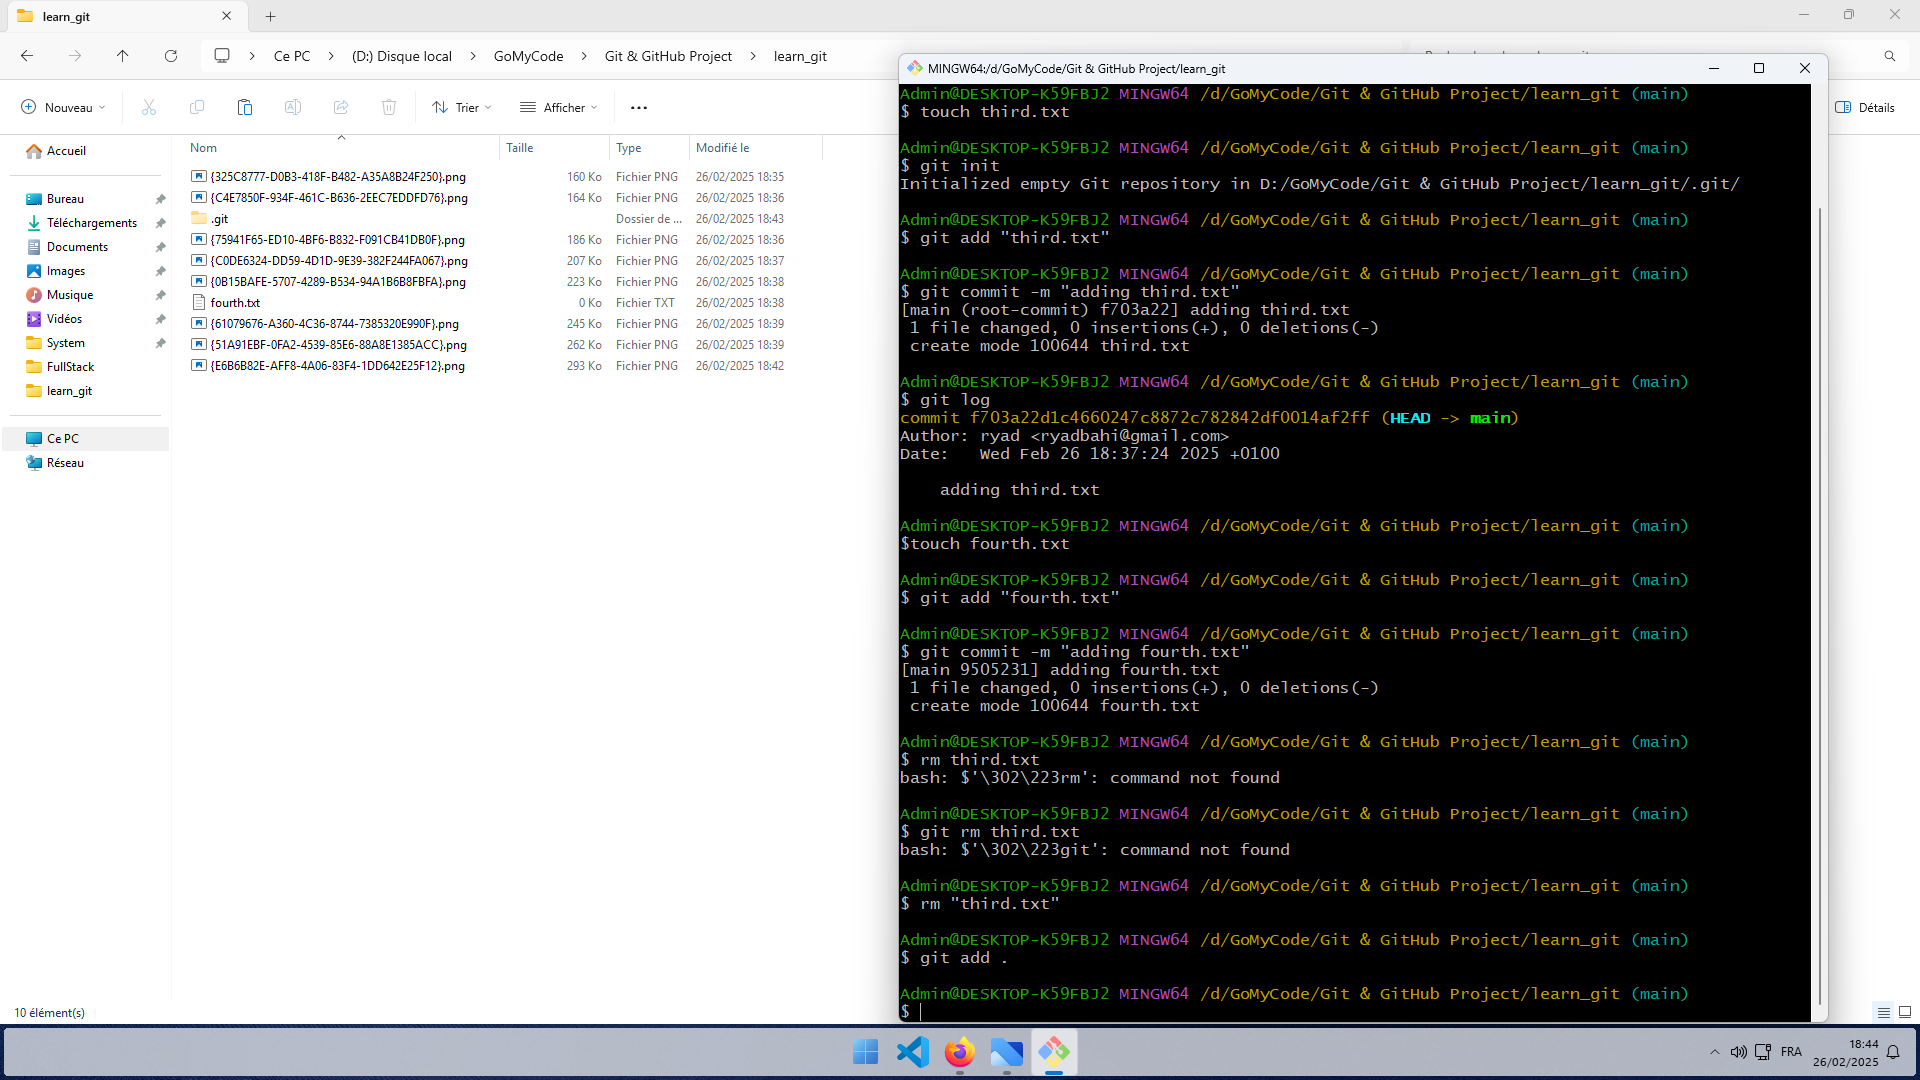 learn_git
Ce PC
(D:) Disque local
GoMyCode
Git & GitHub Project
learn_git
Nouveau
Trier
Afficher
Détails
Accueil
Bureau
Téléchargements
Documents
Images
Musique
Vidéos
System
FullStack
learn_git
Ce PC
Réseau
Nom Taille Type Modifié le
{325C8777-D0B3-418F-B482-A35A8B24F250}.png 160 Ko Fichier PNG 26/02/2025 18:35
{C4E7850F-934F-461C-B636-2EEC7EDDFD76}.png 164 Ko Fichier PNG 26/02/2025 18:36
.git Dossier de ... 26/02/2025 18:43
{75941F65-ED10-4BF6-B832-F091CB41DB0F}.png 186 Ko Fichier PNG 26/02/2025 18:36
{C0DE6324-DD59-4D1D-9E39-382F244FA067}.png 207 Ko Fichier PNG 26/02/2025 18:37
{0B15BAFE-5707-4289-B534-94A1B6B8FBFA}.png 223 Ko Fichier PNG 26/02/2025 18:38
fourth.txt 0 Ko Fichier TXT 26/02/2025 18:38
{61079676-A360-4C36-8744-7385320E990F}.png 245 Ko Fichier PNG 26/02/2025 18:39
{51A91EBF-0FA2-4539-85E6-88A8E1385ACC}.png 262 Ko Fichier PNG 26/02/2025 18:39
{E6B6B82E-AFF8-4A06-83F4-1DD642E25F12}.png 293 Ko Fichier PNG 26/02/2025 18:42
10 élément(s)
MINGW64:/d/GoMyCode/Git & GitHub Project/learn_git
Admin@DESKTOP-K59FBJ2 MINGW64 /d/GoMyCode/Git & GitHub Project/learn_git (main)
$ touch third.txt
Admin@DESKTOP-K59FBJ2 MINGW64 /d/GoMyCode/Git & GitHub Project/learn_git (main)
$ git init
Initialized empty Git repository in D:/GoMyCode/Git & GitHub Project/learn_git/.git/
Admin@DESKTOP-K59FBJ2 MINGW64 /d/GoMyCode/Git & GitHub Project/learn_git (main)
$ git add "third.txt"
Admin@DESKTOP-K59FBJ2 MINGW64 /d/GoMyCode/Git & GitHub Project/learn_git (main)
$ git commit -m "adding third.txt"
[main (root-commit) f703a22] adding third.txt
1 file changed, 0 insertions(+), 0 deletions(-)
create mode 100644 third.txt
Admin@DESKTOP-K59FBJ2 MINGW64 /d/GoMyCode/Git & GitHub Project/learn_git (main)
$ git log
commit f703a22d1c4660247c8872c782842df0014af2ff (HEAD -> main)
Author: ryad <ryadbahi@gmail.com>
Date: Wed Feb 26 18:37:24 2025 +0100
adding third.txt
Admin@DESKTOP-K59FBJ2 MINGW64 /d/GoMyCode/Git & GitHub Project/learn_git (main)
$touch fourth.txt
Admin@DESKTOP-K59FBJ2 MINGW64 /d/GoMyCode/Git & GitHub Project/learn_git (main)
$ git add "fourth.txt"
Admin@DESKTOP-K59FBJ2 MINGW64 /d/GoMyCode/Git & GitHub Project/learn_git (main)
$ git commit -m "adding fourth.txt"
[main 9505231] adding fourth.txt
1 file changed, 0 insertions(+), 0 deletions(-)
create mode 100644 fourth.txt
Admin@DESKTOP-K59FBJ2 MINGW64 /d/GoMyCode/Git & GitHub Project/learn_git (main)
$ rm third.txt
bash: $'\302\223rm': command not found
Admin@DESKTOP-K59FBJ2 MINGW64 /d/GoMyCode/Git & GitHub Project/learn_git (main)
$ git rm third.txt
bash: $'\302\223git': command not found
Admin@DESKTOP-K59FBJ2 MINGW64 /d/GoMyCode/Git & GitHub Project/learn_git (main)
$ rm "third.txt"
Admin@DESKTOP-K59FBJ2 MINGW64 /d/GoMyCode/Git & GitHub Project/learn_git (main)
$ git add .
Admin@DESKTOP-K59FBJ2 MINGW64 /d/GoMyCode/Git & GitHub Project/learn_git (main)
$
FRA
18:44
26/02/2025